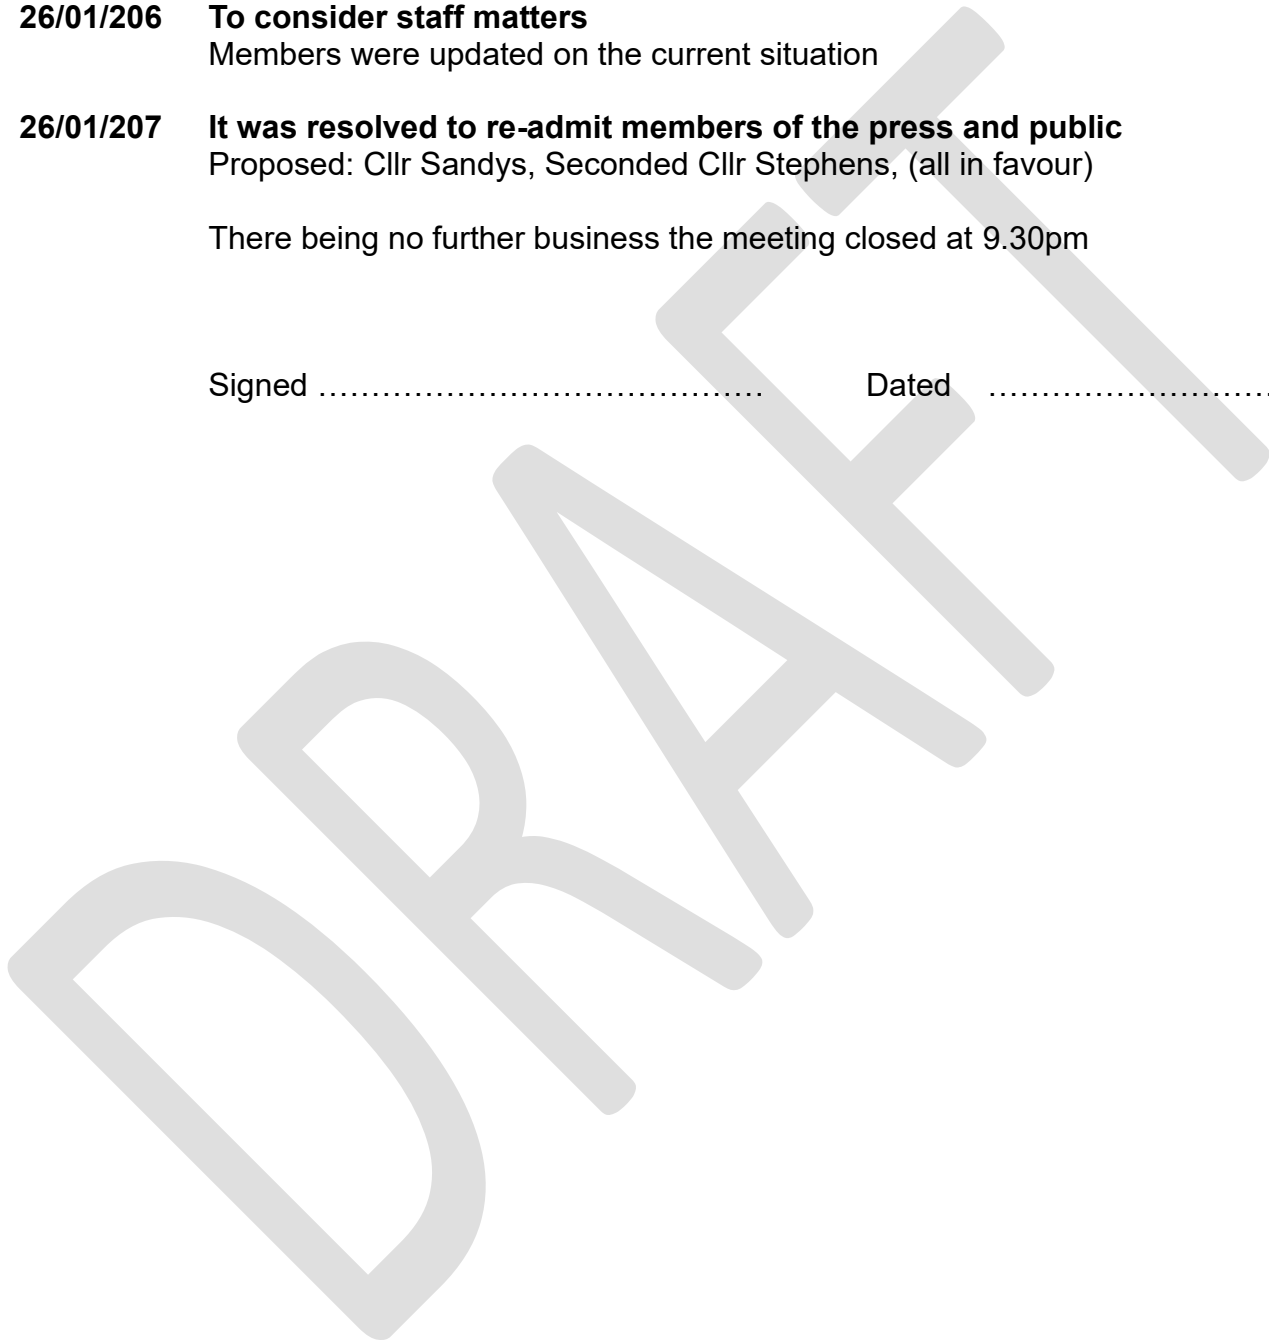 26/01/206 To consider staff matters
Members were updated on the current situation
26/01/207 It was resolved to re-admit members of the press and public
Proposed: Cllr Sandys, Seconded Cllr Stephens, (all in favour)
There being no further business the meeting closed at 9.30pm
Signed ........................................... Dated ...........................
DRAFT